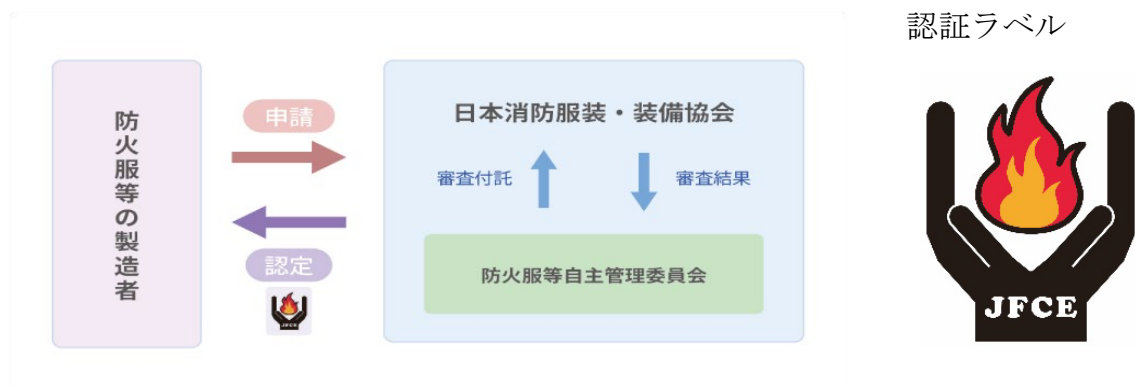 認証ラベル
防火服等の製造者
申請
認定
JFCE
日本消防服装・装備協会
審査付託
審査結果
防火服等自主管理委員会
JFCE